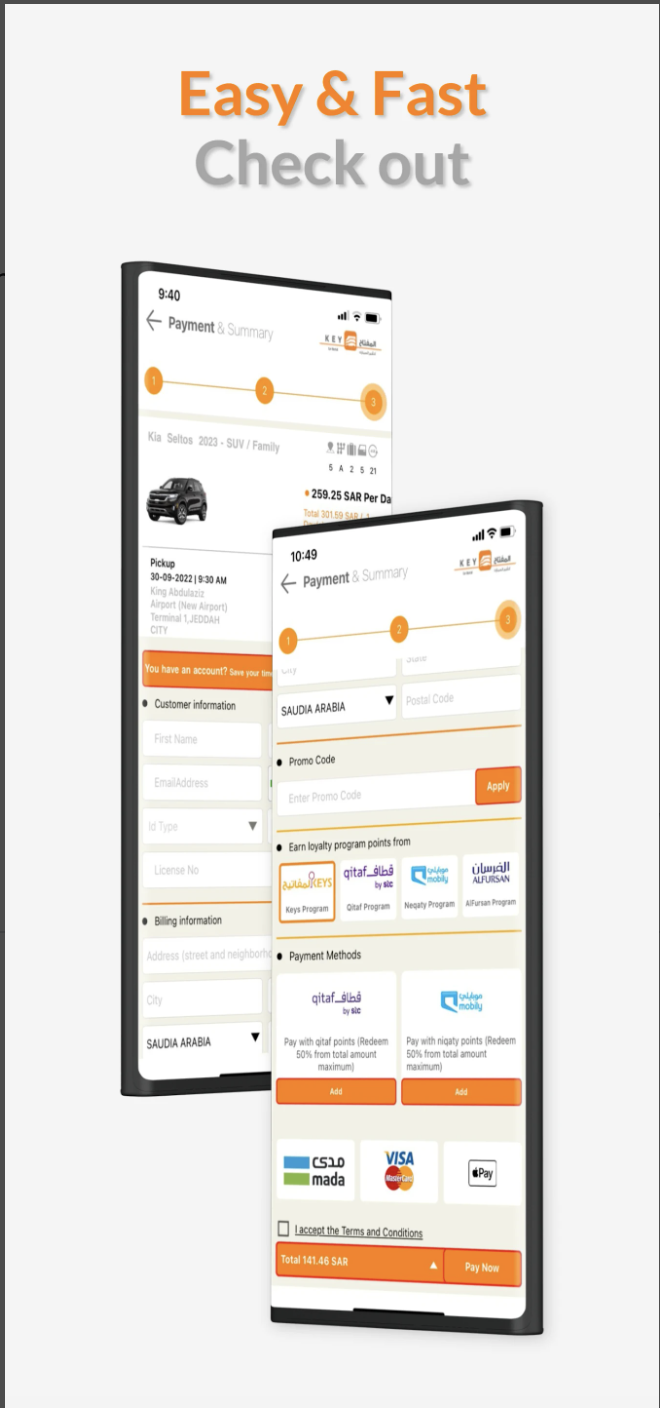 Easy & Fast
Check out
9:40
Payment & Summary
KEY المفتاح
1
2
3
Kia Seltos 2023 - SUV / Family
5 A 2 5 21
259.25 SAR Per Da
Total 301.59 SAR /
Pickup
30-09-2022 | 9:30 AM
King Abdulaziz
Airport (New Airport)
Terminal 1,JEDDAH
CITY
You have an account? Save your time
Customer information
First Name
EmailAddress
Id Type
License No
Billing information
Address (street and neighborho
City
SAUDIA ARABIA
10:49
Payment & Summary
KEY المفتاح
1
2
3
City
State
SAUDIA ARABIA
Postal Code
Promo Code
Enter Promo Code
Apply
Earn loyalty program points from
المفاتيح KEYS
Keys Program
qitaf قطاف
by stc
Qitaf Program
موبايلي
mobily
Neqaty Program
الفرسان
ALFURSAN
AlFursan Program
Payment Methods
qitaf قطاف
by stc
Pay with qitaf points (Redeem
50% from total amount
maximum)
Add
موبايلي
mobily
Pay with niqaty points (Redeem
50% from total amount
maximum)
Add
مدى
mada
VISA
MasterCard
Pay
I accept the Terms and Conditions
Total 141.46 SAR
Pay Now